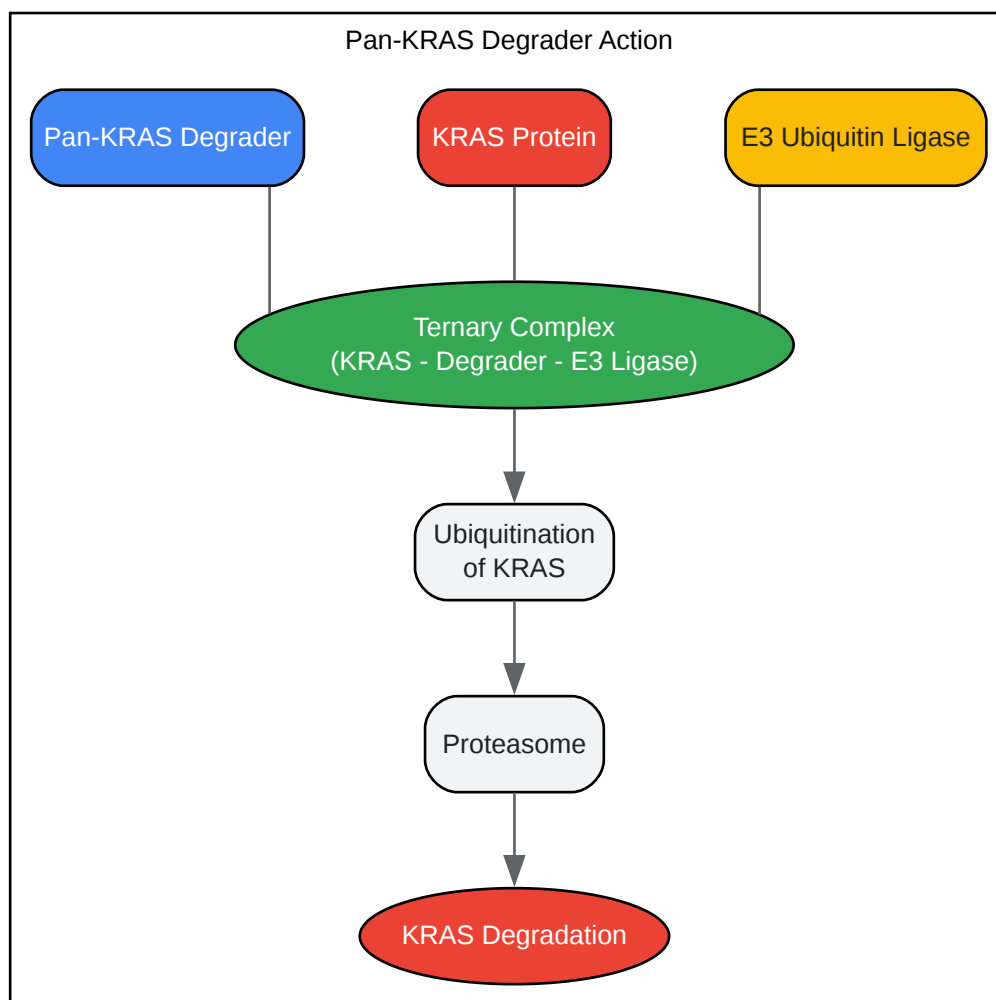 Pan-KRAS Degrader Action
Pan-KRAS Degrader
KRAS Protein
E3 Ubiquitin Ligase
Ternary Complex
(KRAS - Degrader - E3 Ligase)
Ubiquitination
of KRAS
Proteasome
KRAS Degradation